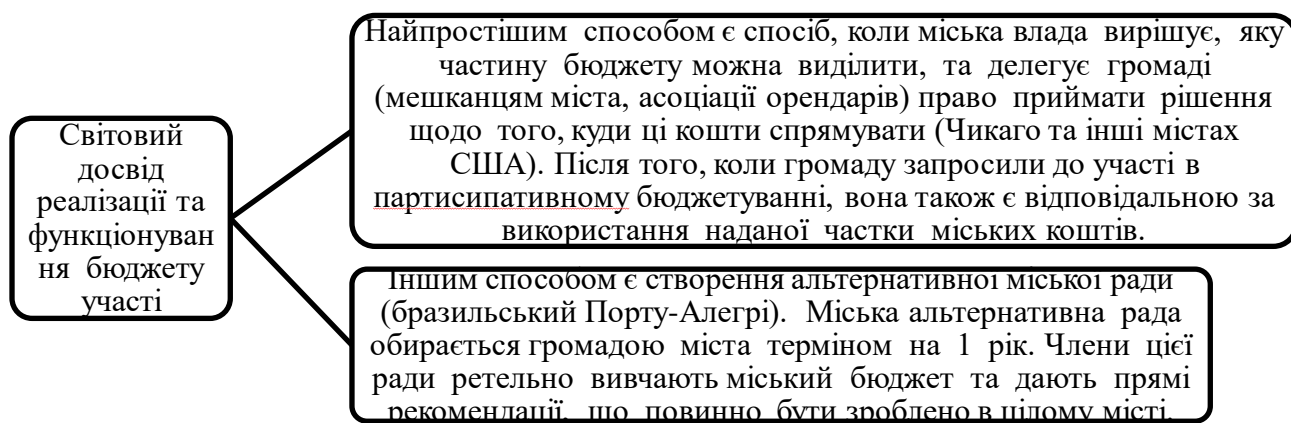 Світовий
досвід
реалізації та
функціонуван
ня бюджету
участі
Найпростішим способом є спосіб, коли міська влада вирішує, яку
частину бюджету можна виділити, та делегує громаді
(мешканцям міста, асоціації орендарів) право приймати рішення
щодо того, куди ці кошти спрямувати (Чикаго та інші містах
США). Після того, коли громаду запросили до участі в
партисипативному бюджетуванні, вона також є відповідальною за
використання наданої частки міських коштів.
Іншим способом є створення альтернативної міської ради
(бразильський Порту-Алегрі). Міська альтернативна рада
обирається громадою міста терміном на 1 рік. Члени цієї
ради ретельно вивчають міський бюджет та дають прямі
рекомендації, що повинно бути зроблено в цілому місті.